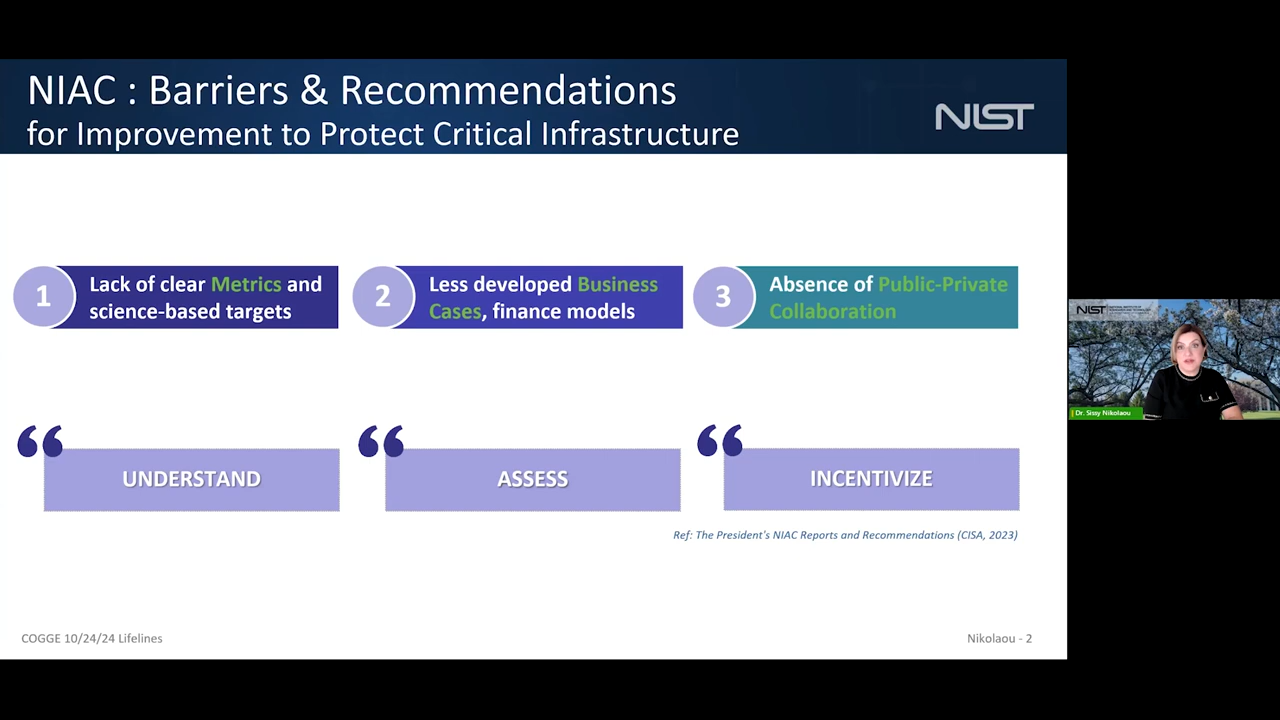 NIAC : Barriers & Recommendations
for Improvement to Protect Critical Infrastructure
NIST
1
Lack of clear Metrics and
science-based targets
2
Less developed Business
Cases, finance models
3
Absence of Public-Private
Collaboration
“
UNDERSTAND
“
ASSESS
“
INCENTIVIZE
Ref: The President's NIAC Reports and Recommendations (CISA, 2023)
COGGE 10/24/24 Lifelines
Nikolaou - 2
NIST
Dr. Sissy Nikolaou